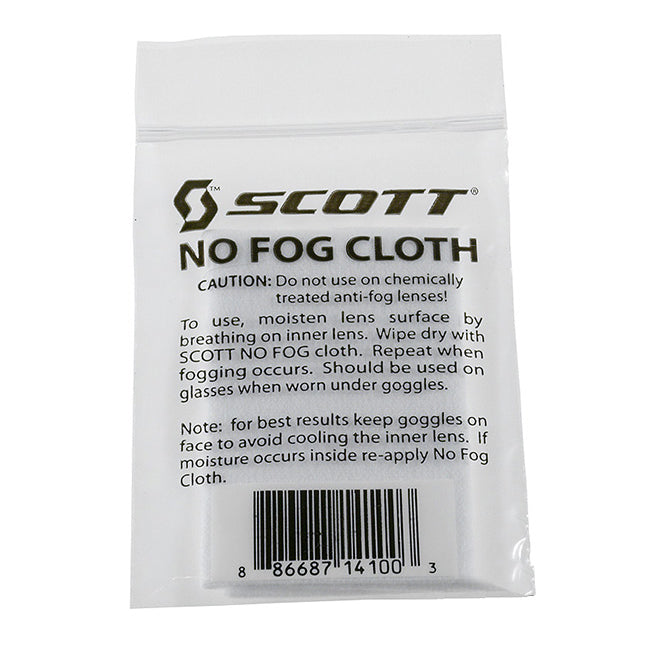 ™
SCOTT®
NO FOG CLOTH
CAUTION: Do not use on chemically
treated anti-fog lenses!
To use, moisten lens surface by
breathing on inner lens. Wipe dry with
SCOTT NO FOG cloth. Repeat when
fogging occurs. Should be used on
glasses when worn under goggles.
Note: for best results keep goggles on
face to avoid cooling the inner lens. If
moisture occurs inside re-apply No Fog
Cloth.
8 86687 14100 3